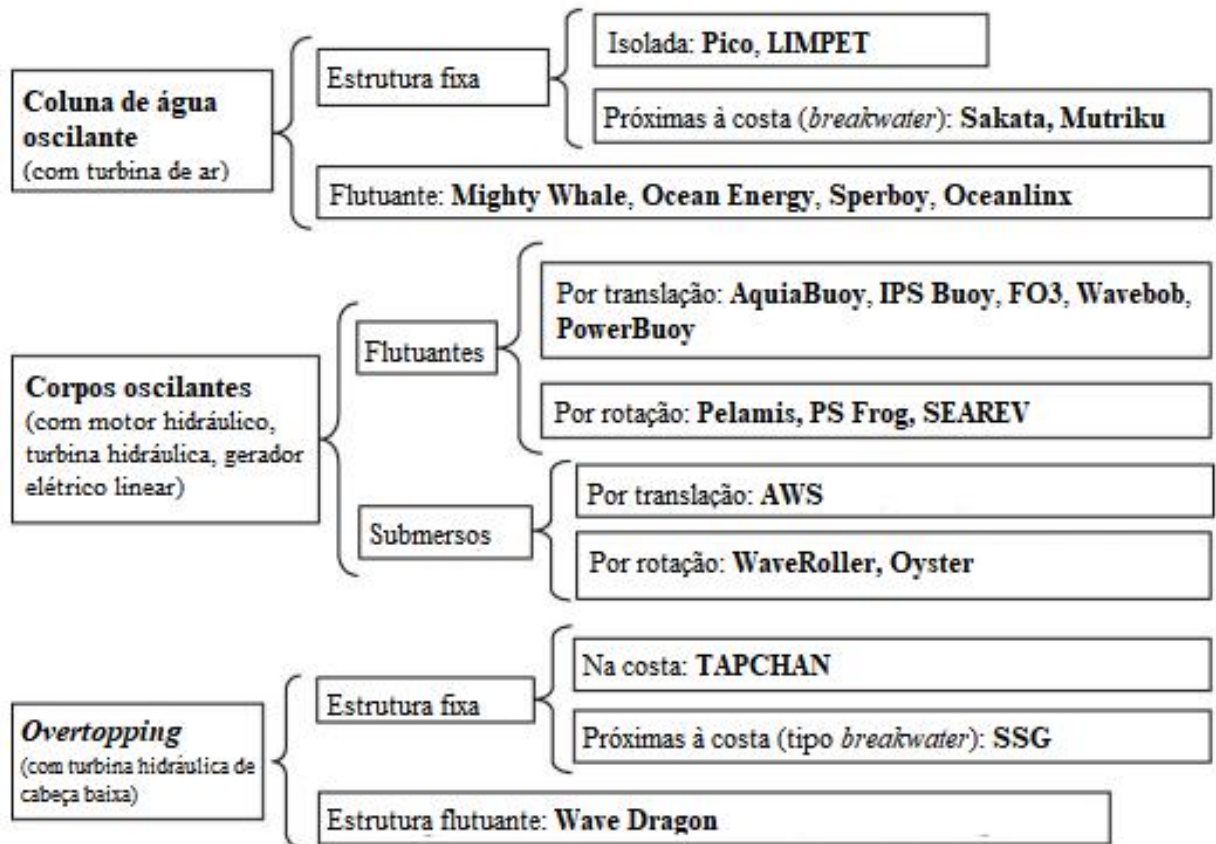 Coluna de água
oscilante
(com turbina de ar)
Estrutura fixa
Isolada: Pico, LIMPET
Próximas à costa (breakwater): Sakata, Mutriku
Flutuante: Mighty Whale, Ocean Energy, Sperboy, Oceanlinx
Corpos oscilantes
(com motor hidráulico,
turbina hidráulica, gerador
elétrico linear)
Flutuantes
Por translação: AquiaBuoy, IPS Buoy, FO3, Wavebob,
PowerBuoy
Por rotação: Pelamis, PS Frog, SEAREV
Submersos
Por translação: AWS
Por rotação: WaveRoller, Oyster
Overtopping
(com turbina hidráulica de
cabeça baixa)
Estrutura fixa
Na costa: TAPCHAN
Próximas à costa (tipo breakwater): SSG
Estrutura flutuante: Wave Dragon